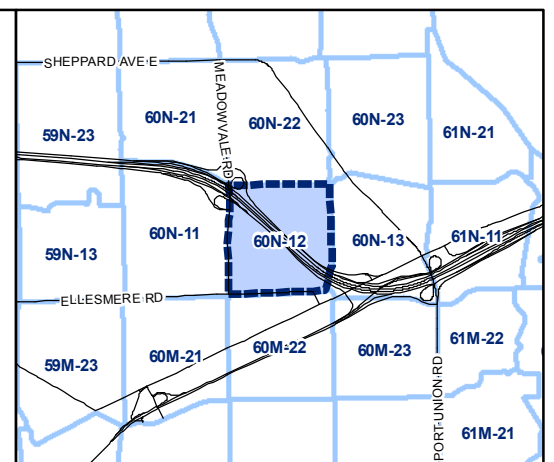 SHEPPARD AVE E
MEADOWVALE RD
60N-21
60N-22
60N-23
59N-23
61N-21
60N-11
60N-12
60N-13
61N-11
59N-13
ELLESMERE RD
61M-22
60M-21
60M-22
60M-23
59M-23
PORT UNION RD
61M-21